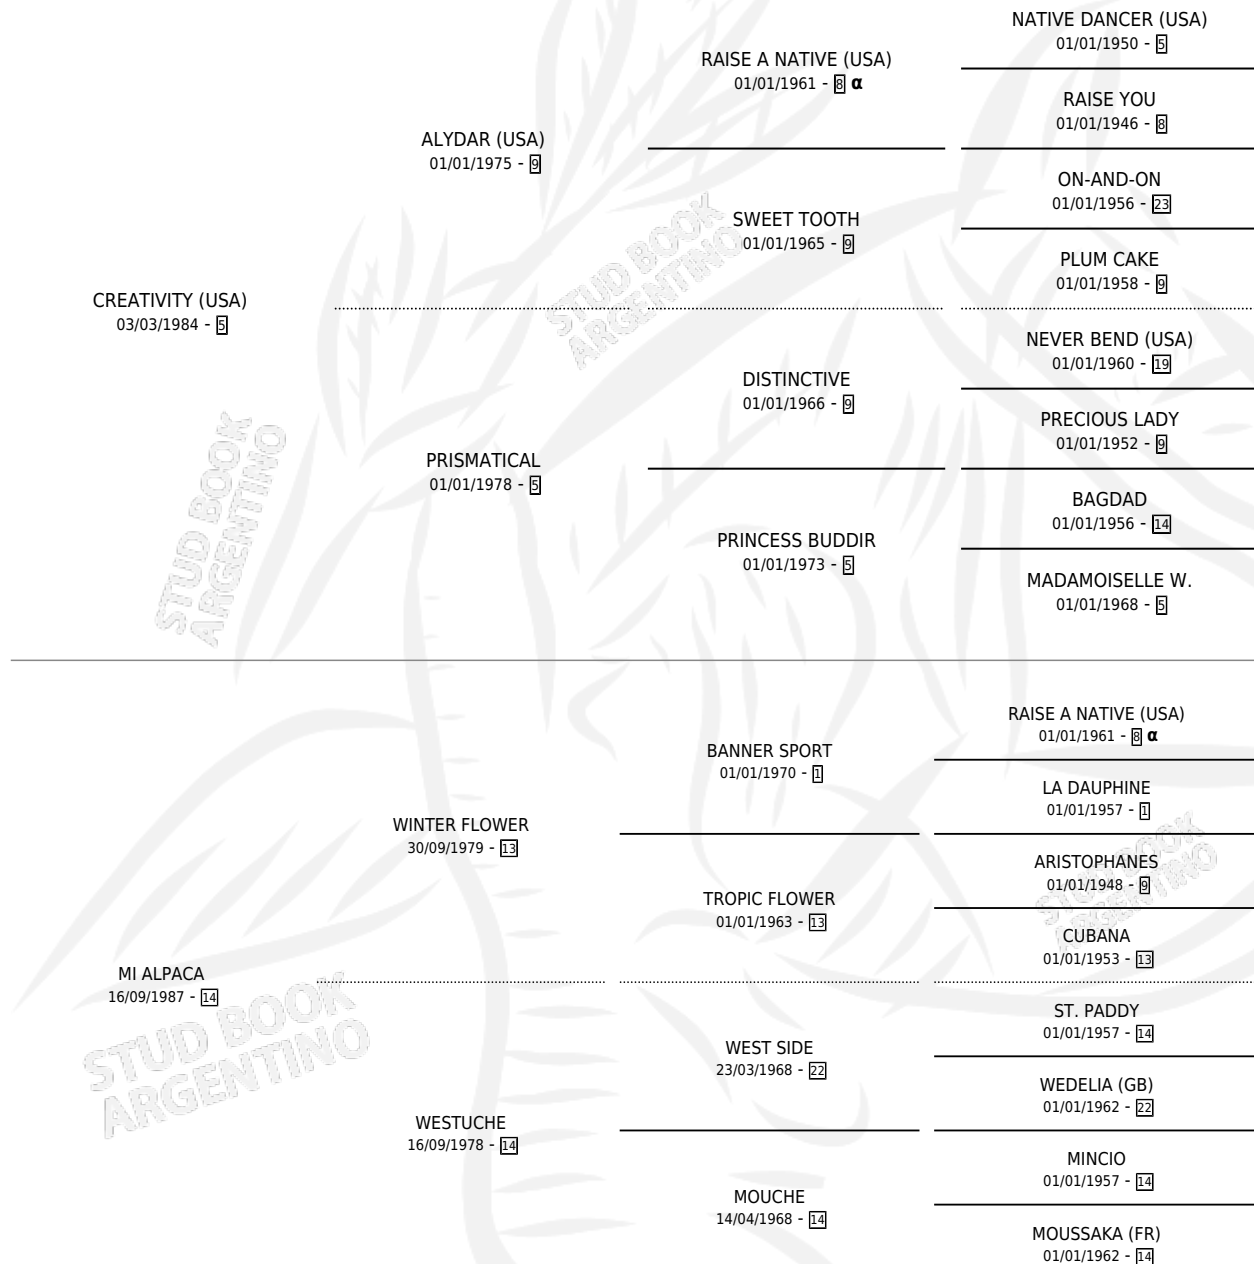 NATIVE DANCER (USA)
01/01/1950 - 5
RAISE A NATIVE (USA)
01/01/1961 - 8 α
RAISE YOU
01/01/1946 - 8
ALYDAR (USA)
01/01/1975 - 9
ON-AND-ON
01/01/1956 - 23
SWEET TOOTH
01/01/1965 - 9
PLUM CAKE
01/01/1958 - 9
CREATIVITY (USA)
03/03/1984 - 5
NEVER BEND (USA)
01/01/1960 - 19
DISTINCTIVE
01/01/1966 - 9
PRECIOUS LADY
01/01/1952 - 9
PRISMATICAL
01/01/1978 - 5
BAGDAD
01/01/1956 - 14
PRINCESS BUDDIR
01/01/1973 - 5
MADAMOISELLE W.
01/01/1968 - 5
RAISE A NATIVE (USA)
01/01/1961 - 8 α
BANNER SPORT
01/01/1970 - 1
LA DAUPHINE
01/01/1957 - 1
WINTER FLOWER
30/09/1979 - 13
ARISTOPHANES
01/01/1948 - 9
TROPIC FLOWER
01/01/1963 - 13
CUBANA
01/01/1953 - 13
MI ALPACA
16/09/1987 - 14
ST. PADDY
01/01/1957 - 14
WEST SIDE
23/03/1968 - 22
WEDELIA (GB)
01/01/1962 - 22
WESTUCHE
16/09/1978 - 14
MINCIO
01/01/1957 - 14
MOUCHE
14/04/1968 - 14
MOUSSAKA (FR)
01/01/1962 - 14
STUD BOOK
ARGENTINO
STUD BOOK
ARGENTINO
STUD BOOK
ARGENTINO
STUD BOOK
ARGENTINO